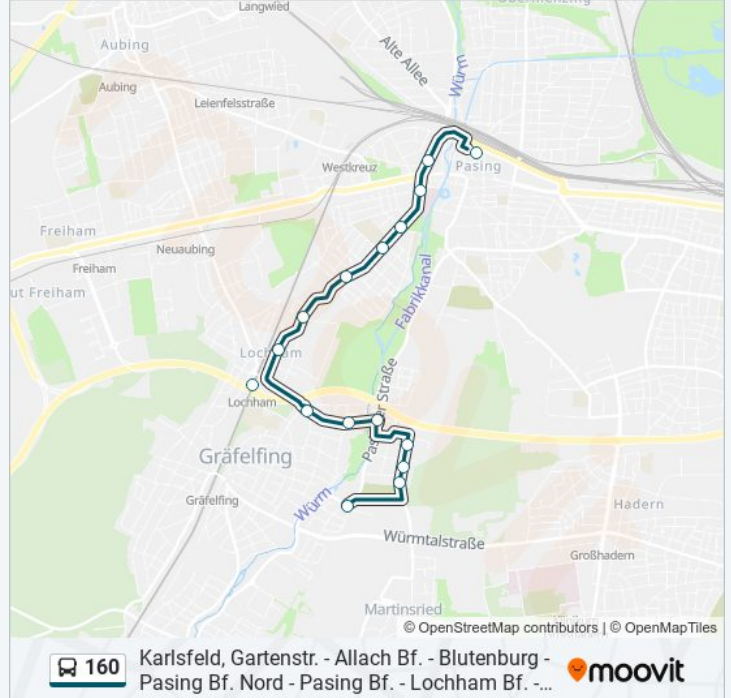 Langwied
Aubing
Alte Allee
Würm
Aubing
Leienfelsstraße
Westkreuz
Pasing
Freiham
Neuaubing
Freiham
ut Freiham
Fabrikkanal
Lochham
Lochham
Pas er Straße
Gräfelfing
Gräfelfing
Würm
Hadern
Würmtalstraße
Großhadern
Martinsried
© OpenStreetMap contributors | © OpenMapTiles
160
Karlsfeld, Gartenstr. - Allach Bf. - Blutenburg -
Pasing Bf. Nord - Pasing Bf. - Lochham Bf. -...
moovit